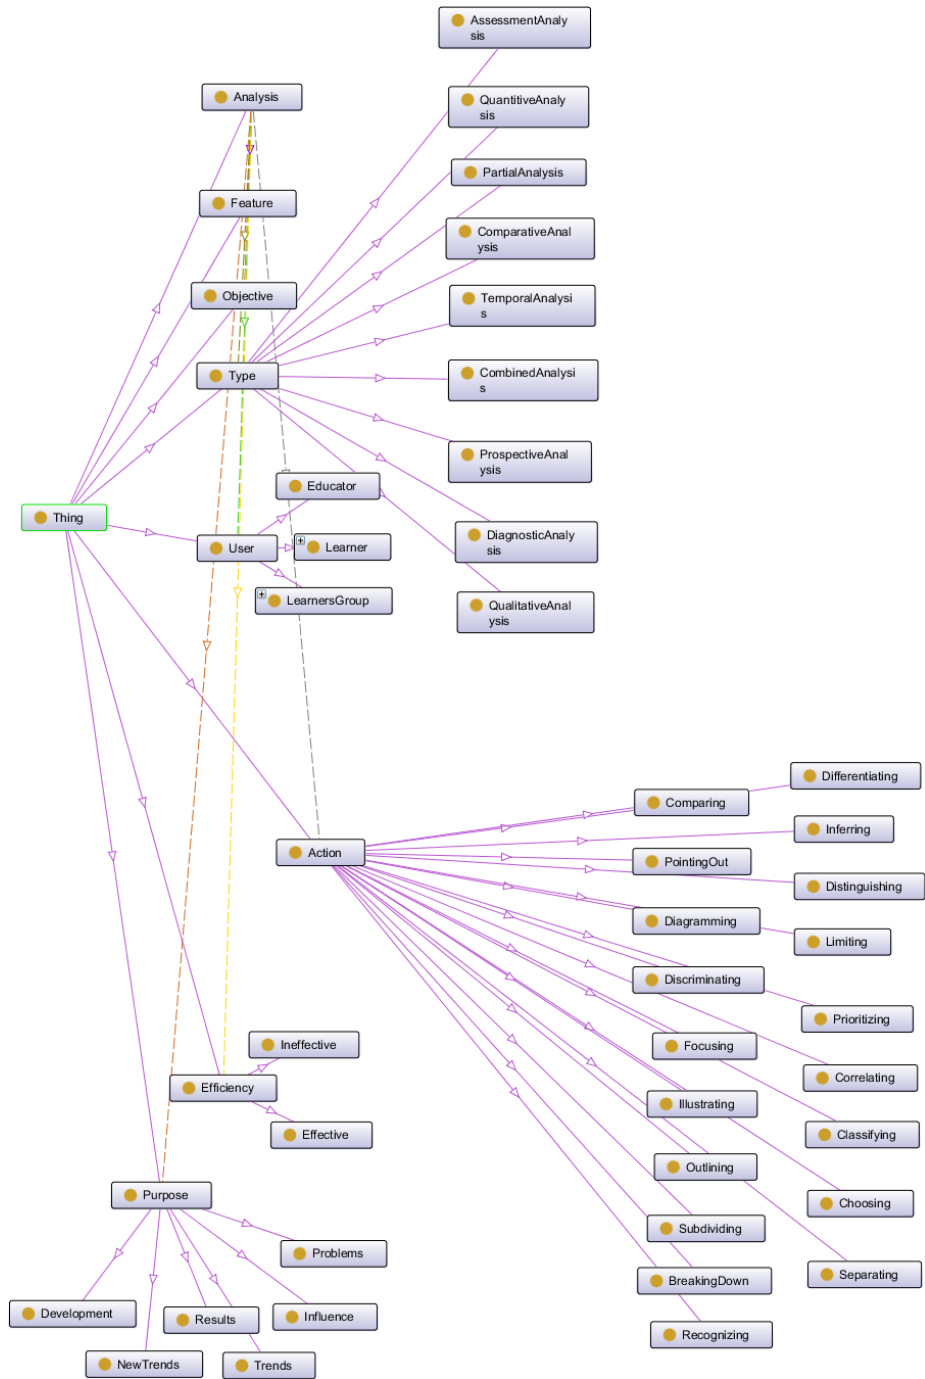 AssessmentAnaly
sis
Analysis
QuantitiveAnaly
sis
PartialAnalysis
Feature
ComparativeAnal
ysis
Objective
TemporalAnalysi
s
Type
CombinedAnalysi
s
ProspectiveAnal
ysis
Educator
Thing
User
Learner
DiagnosticAnaly
sis
LearnersGroup
QualitativeAnal
ysis
Differentiating
Comparing
Inferring
Action
PointingOut
Distinguishing
Diagramming
Limiting
Discriminating
Prioritizing
Ineffective
Focusing
Correlating
Efficiency
Illustrating
Effective
Classifying
Outlining
Purpose
Choosing
Subdividing
Problems
Separating
BreakingDown
Development
Results
Influence
Recognizing
NewTrends
Trends